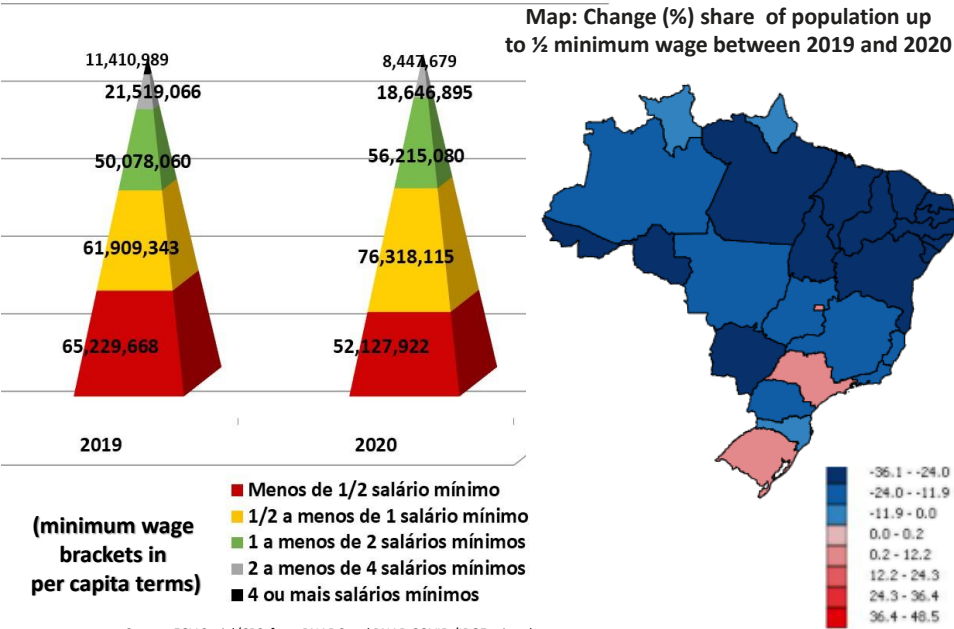 Map: Change (%) share of population up
to ½ minimum wage between 2019 and 2020
11,410,989
21,519,066
50,078,060
61,909,343
65,229,668
2019
8,447,679
18,646,895
56,215,080
76,318,115
52,127,922
2020
(minimum wage
brackets in
per capita terms)
Menos de 1/2 salário mínimo
1/2 a menos de 1 salário mínimo
1 a menos de 2 salários mínimos
2 a menos de 4 salários mínimos
4 ou mais salários mínimos
-36.1 - -24.0
-24.0 - -11.9
-11.9 - 0.0
0.0 - 0.2
0.2 - 12.2
12.2 - 24.3
24.3 - 36.4
36.4 - 48.5